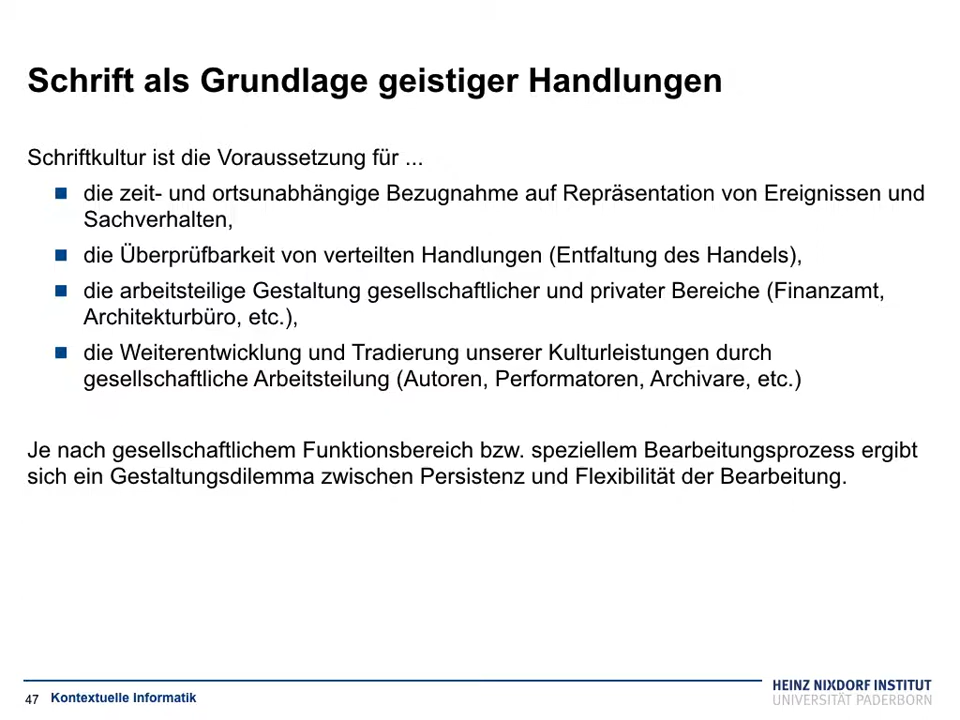 Schrift als Grundlage geistiger Handlungen
Schriftkultur ist die Voraussetzung für ...
die zeit- und ortsunabhängige Bezugnahme auf Repräsentation von Ereignissen und
Sachverhalten,
die Überprüfbarkeit von verteilten Handlungen (Entfaltung des Handels),
die arbeitsteilige Gestaltung gesellschaftlicher und privater Bereiche (Finanzamt,
Architekturbüro, etc.),
die Weiterentwicklung und Tradierung unserer Kulturleistungen durch
gesellschaftliche Arbeitsteilung (Autoren, Performatoren, Archivare, etc.)
Je nach gesellschaftlichem Funktionsbereich bzw. speziellem Bearbeitungsprozess ergibt
sich ein Gestaltungsdilemma zwischen Persistenz und Flexibilität der Bearbeitung.
47 Kontextuelle Informatik
HEINZ NIXDORF INSTITUT
UNIVERSITÄT PADERBORN